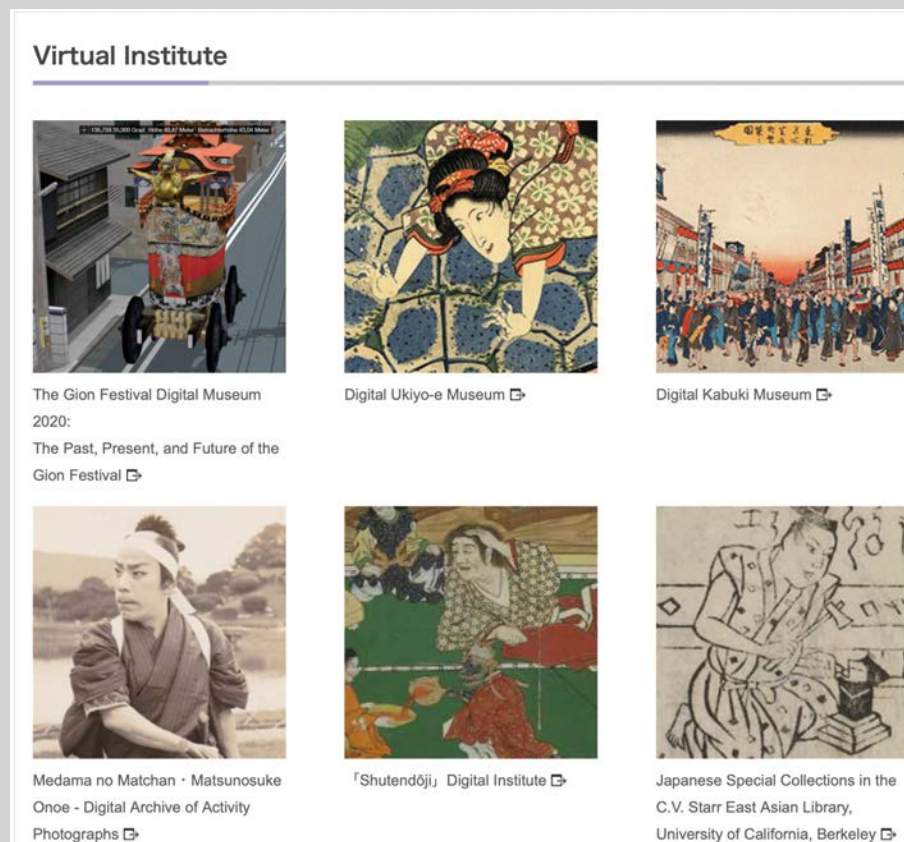 Virtual Institute
The Gion Festival Digital Museum
2020:
The Past, Present, and Future of the
Gion Festival
Digital Ukiyo-e Museum
Digital Kabuki Museum
Medama no Matchan・Matsunosuke
Onoe - Digital Archive of Activity
Photographs
「Shutendōji」 Digital Institute
Japanese Special Collections in the
C.V. Starr East Asian Library,
University of California, Berkeley